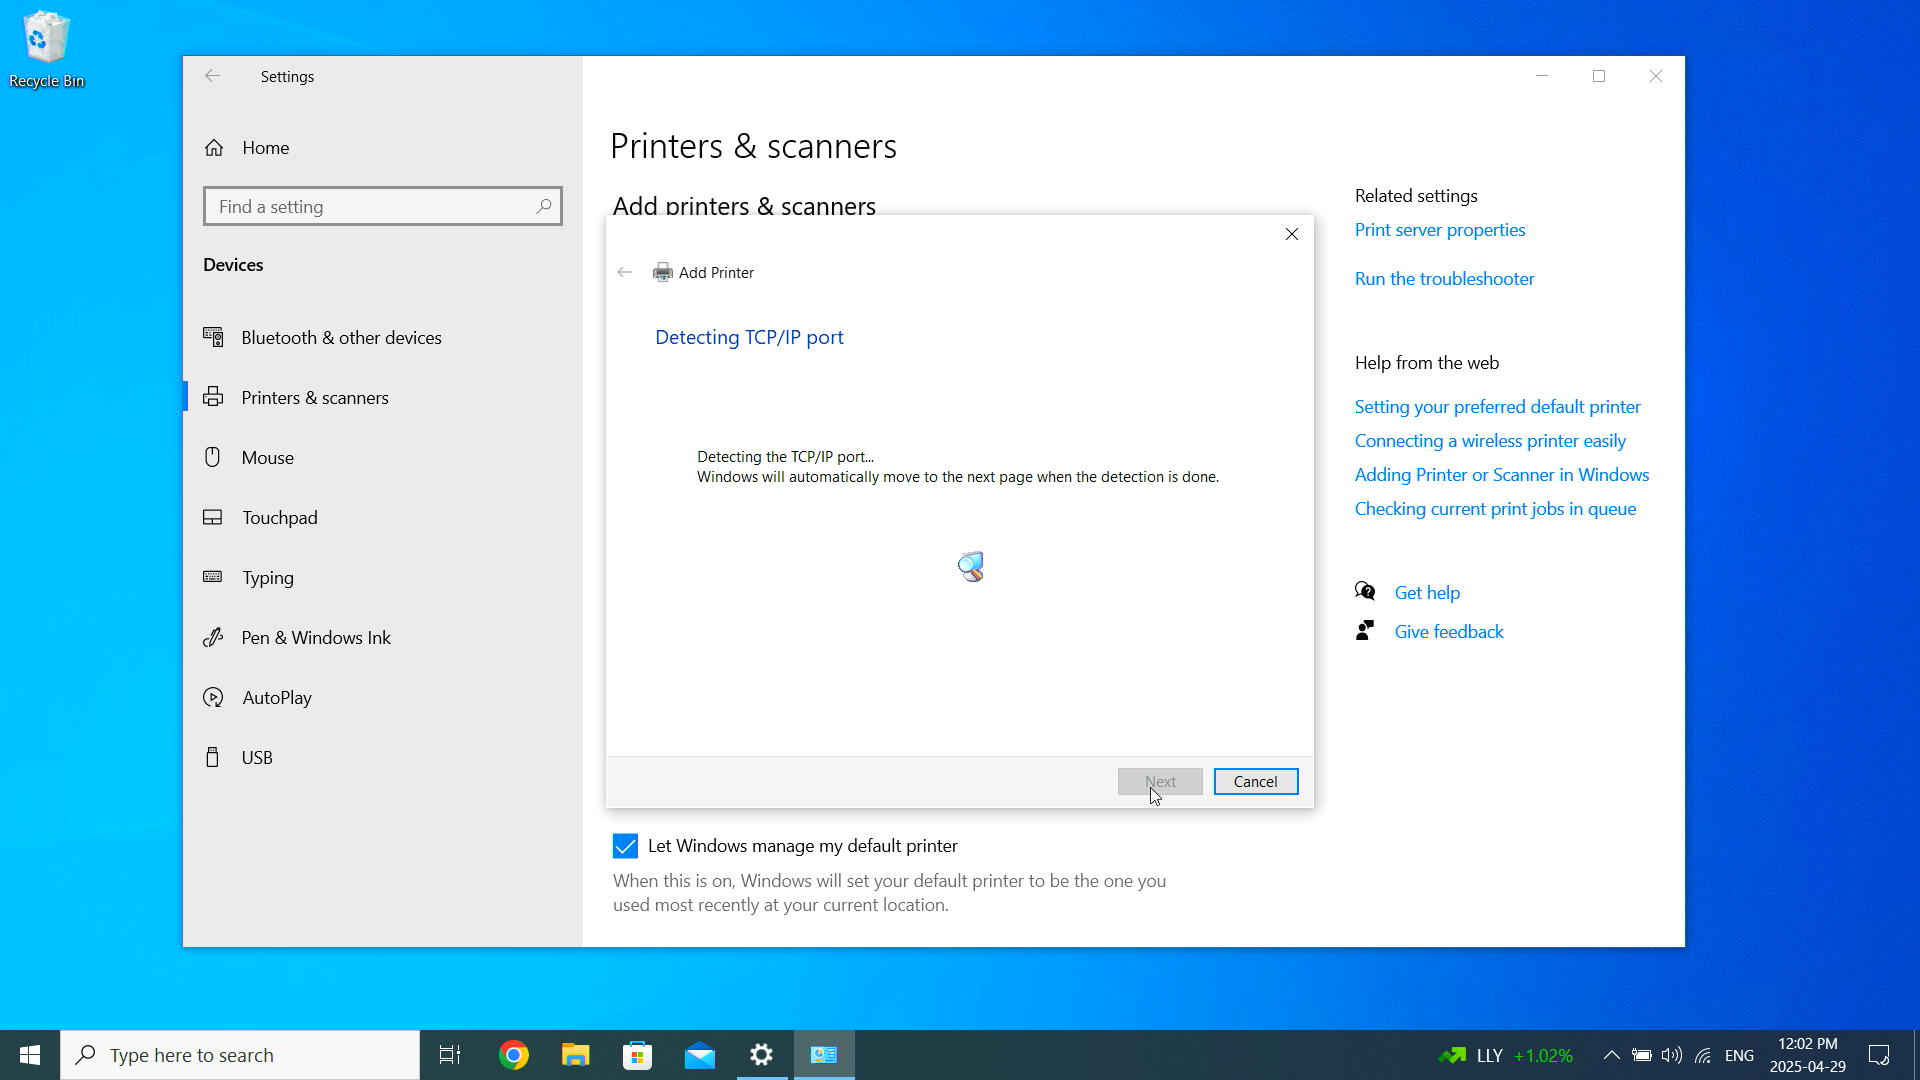 Recycle Bin
Settings
Home
Find a setting
Devices
Bluetooth & other devices
Printers & scanners
Mouse
Touchpad
Typing
Pen & Windows Ink
AutoPlay
USB
Printers & scanners
Add printers & scanners
Add Printer
Detecting TCP/IP port
Detecting the TCP/IP port...
Windows will automatically move to the next page when the detection is done.
Next
Cancel
Let Windows manage my default printer
When this is on, Windows will set your default printer to be the one you
used most recently at your current location.
Related settings
Print server properties
Run the troubleshooter
Help from the web
Setting your preferred default printer
Connecting a wireless printer easily
Adding Printer or Scanner in Windows
Checking current print jobs in queue
Get help
Give feedback
Type here to search
LLY +1.02%
ENG
12:02 PM
2025-04-29